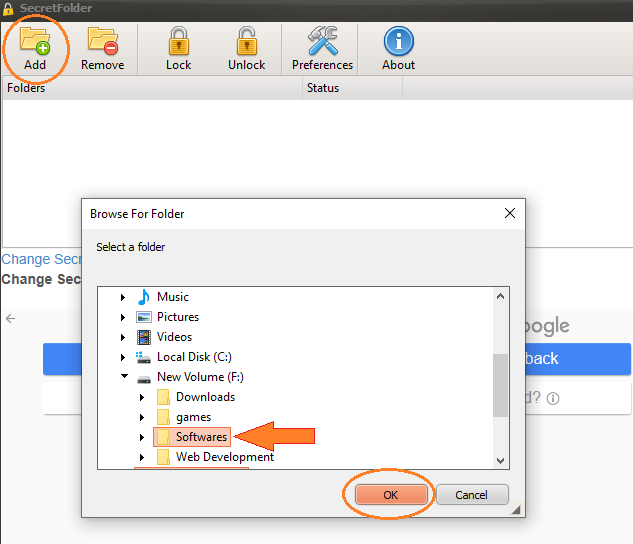 SecretFolder
Add Remove Lock Unlock Preferences About
Folders Status
Browse For Folder
Select a folder
Change Secr
Change Sec
Music
Pictures
Videos
Local Disk (C:)
New Volume (F:)
Downloads
games
Softwares
Web Development
oogle
back
d?
OK Cancel